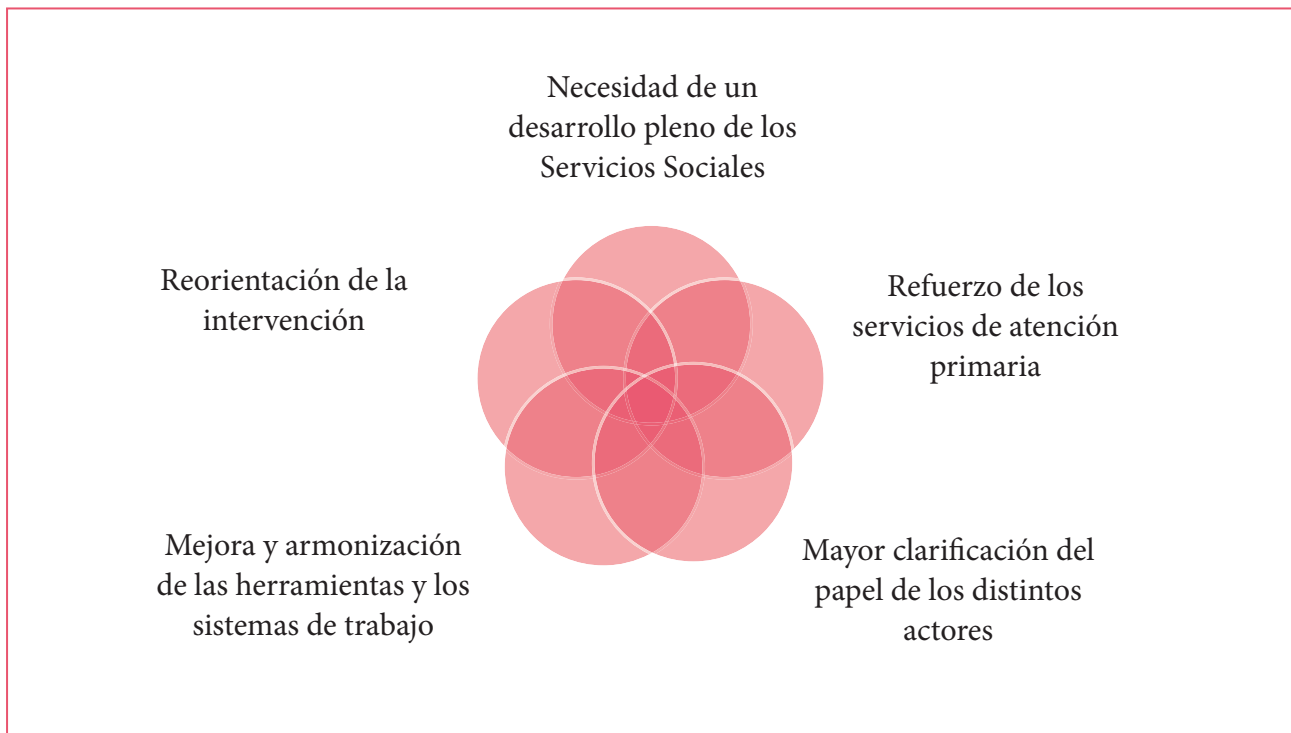 Necesidad de un
desarrollo pleno de los
Servicios Sociales
Reorientación de la
intervención
Refuerzo de los
servicios de atención
primaria
Mejora y armonización
de las herramientas y los
sistemas de trabajo
Mayor clarificación del
papel de los distintos
actores